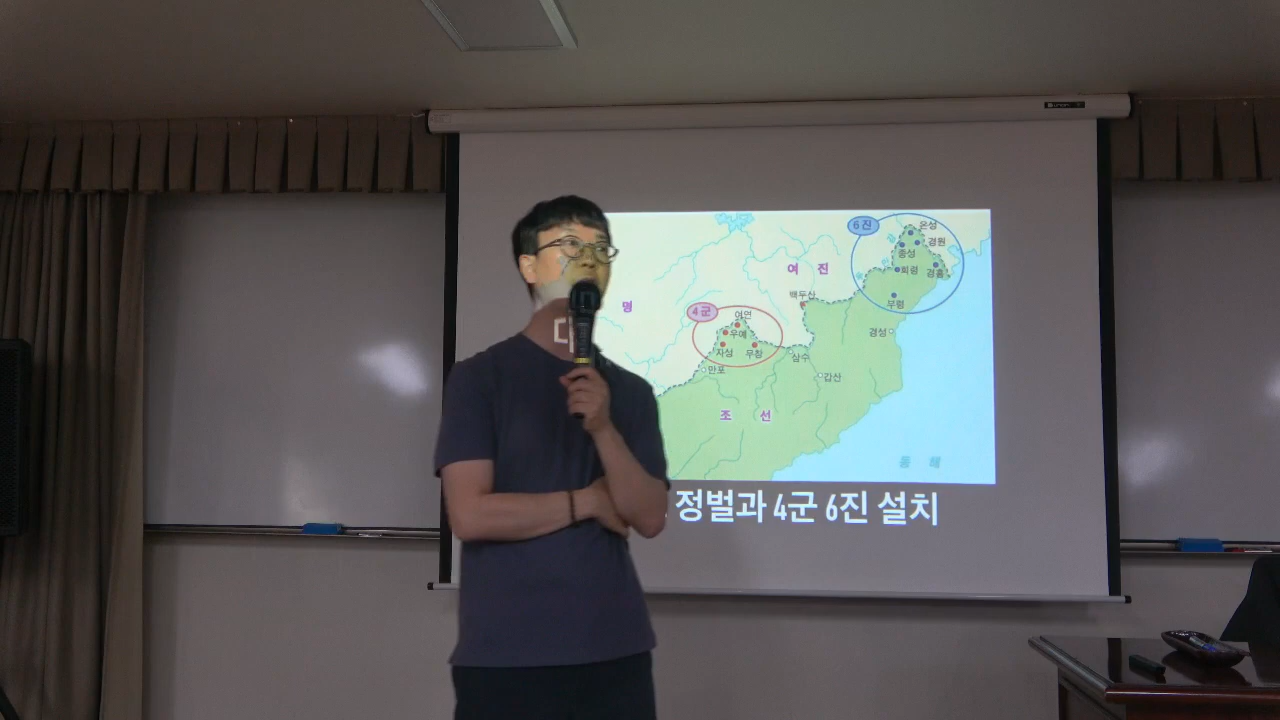 6진
온성
경원
종성
여 진
회령
경흥
백두산
부령
명
4군
여연
우예
경성
자성
무창
삼수
만포
갑산
조 선
동 해
대
정벌과 4군 6진 설치